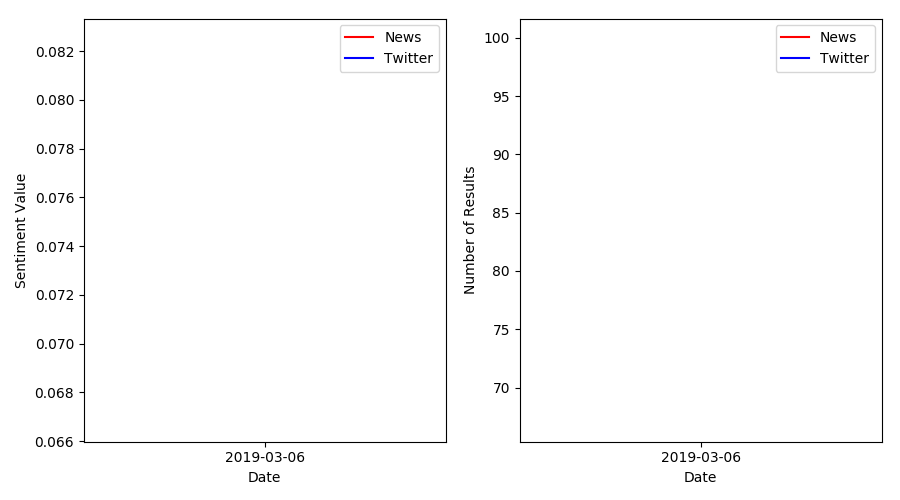 Sentiment Value
0.082
0.080
0.078
0.076
0.074
0.072
0.070
0.068
0.066
News
Twitter
2019-03-06
Date
Number of Results
100
95
90
85
80
75
70
News
Twitter
2019-03-06
Date